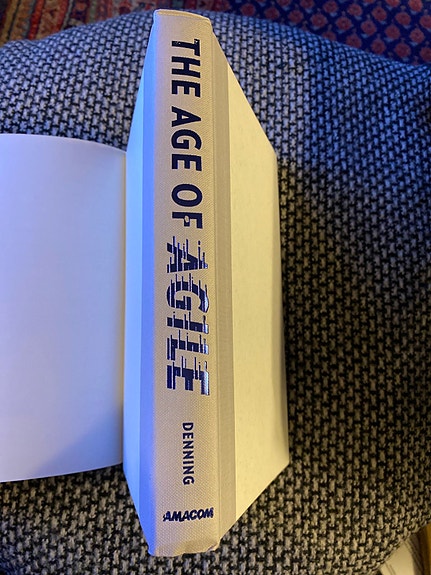 THE AGE OF AGILE
DENNING
AMACOM